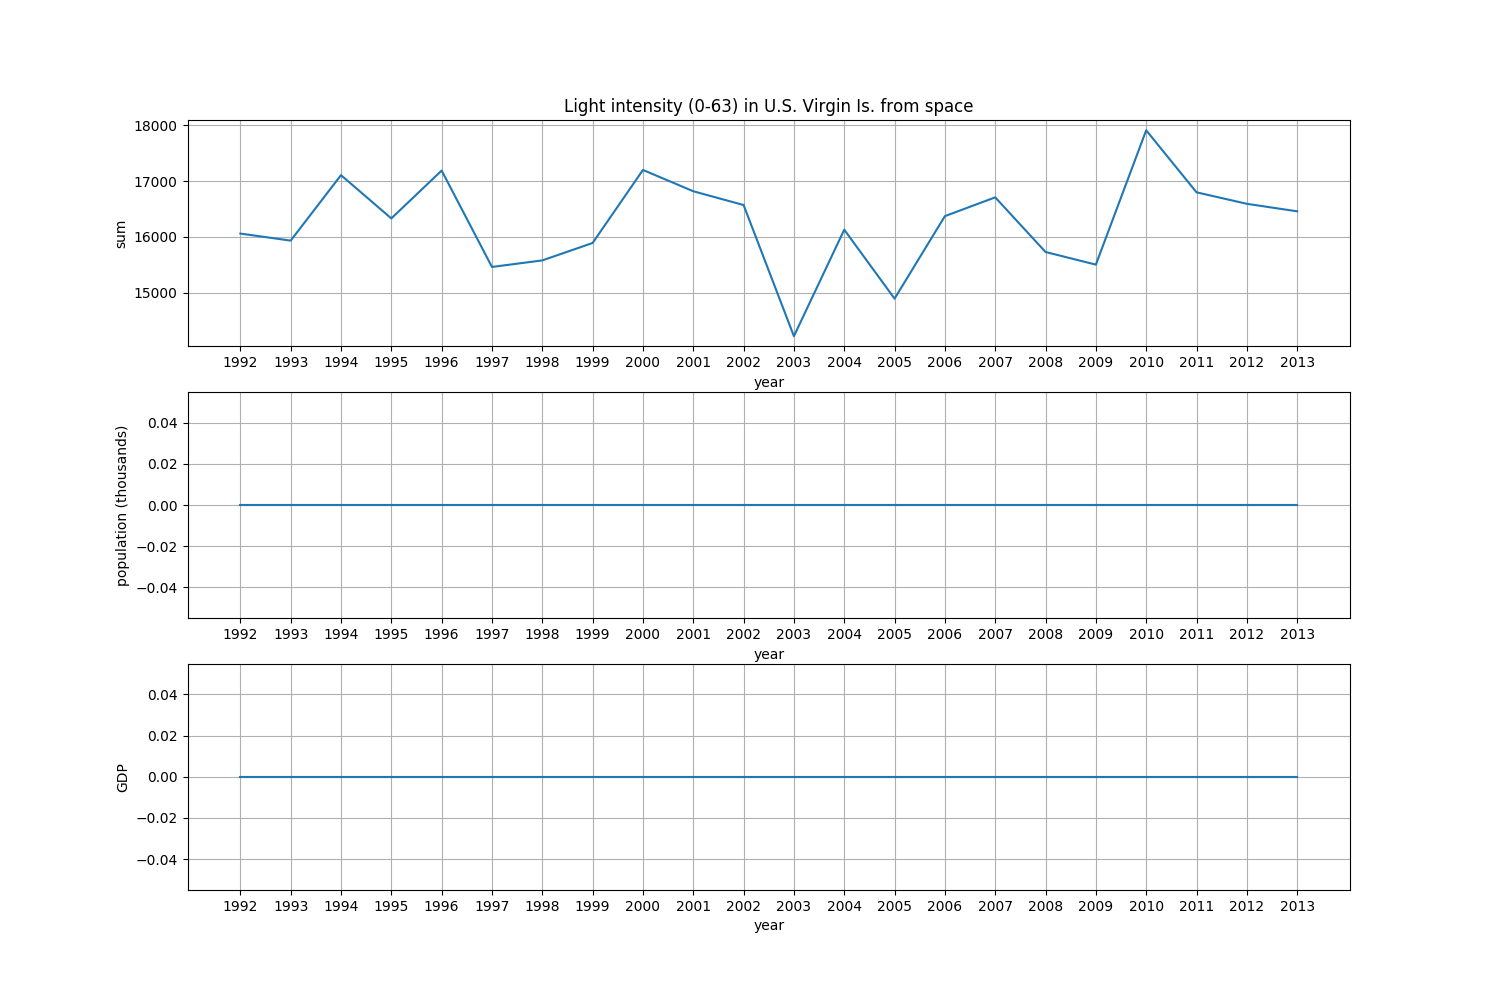 Light intensity (0-63) in U.S. Virgin Is. from space
18000
17000
16000
15000
sum
1992 1993 1994 1995 1996 1997 1998 1999 2000 2001 2002 2003 2004 2005 2006 2007 2008 2009 2010 2011 2012 2013
year
0.04
0.02
0.00
−0.02
−0.04
population (thousands)
1992 1993 1994 1995 1996 1997 1998 1999 2000 2001 2002 2003 2004 2005 2006 2007 2008 2009 2010 2011 2012 2013
year
0.04
0.02
0.00
−0.02
−0.04
GDP
1992 1993 1994 1995 1996 1997 1998 1999 2000 2001 2002 2003 2004 2005 2006 2007 2008 2009 2010 2011 2012 2013
year